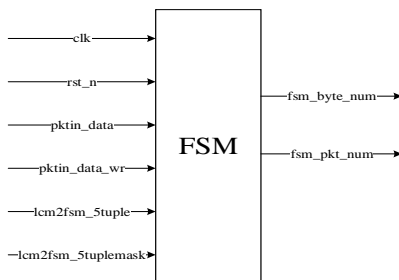 clk
rst_n
pktin_data
pktin_data_wr
lcm2fsm_5tuple
lcm2fsm_5tuplemask
FSM
fsm_byte_num
fsm_pkt_num